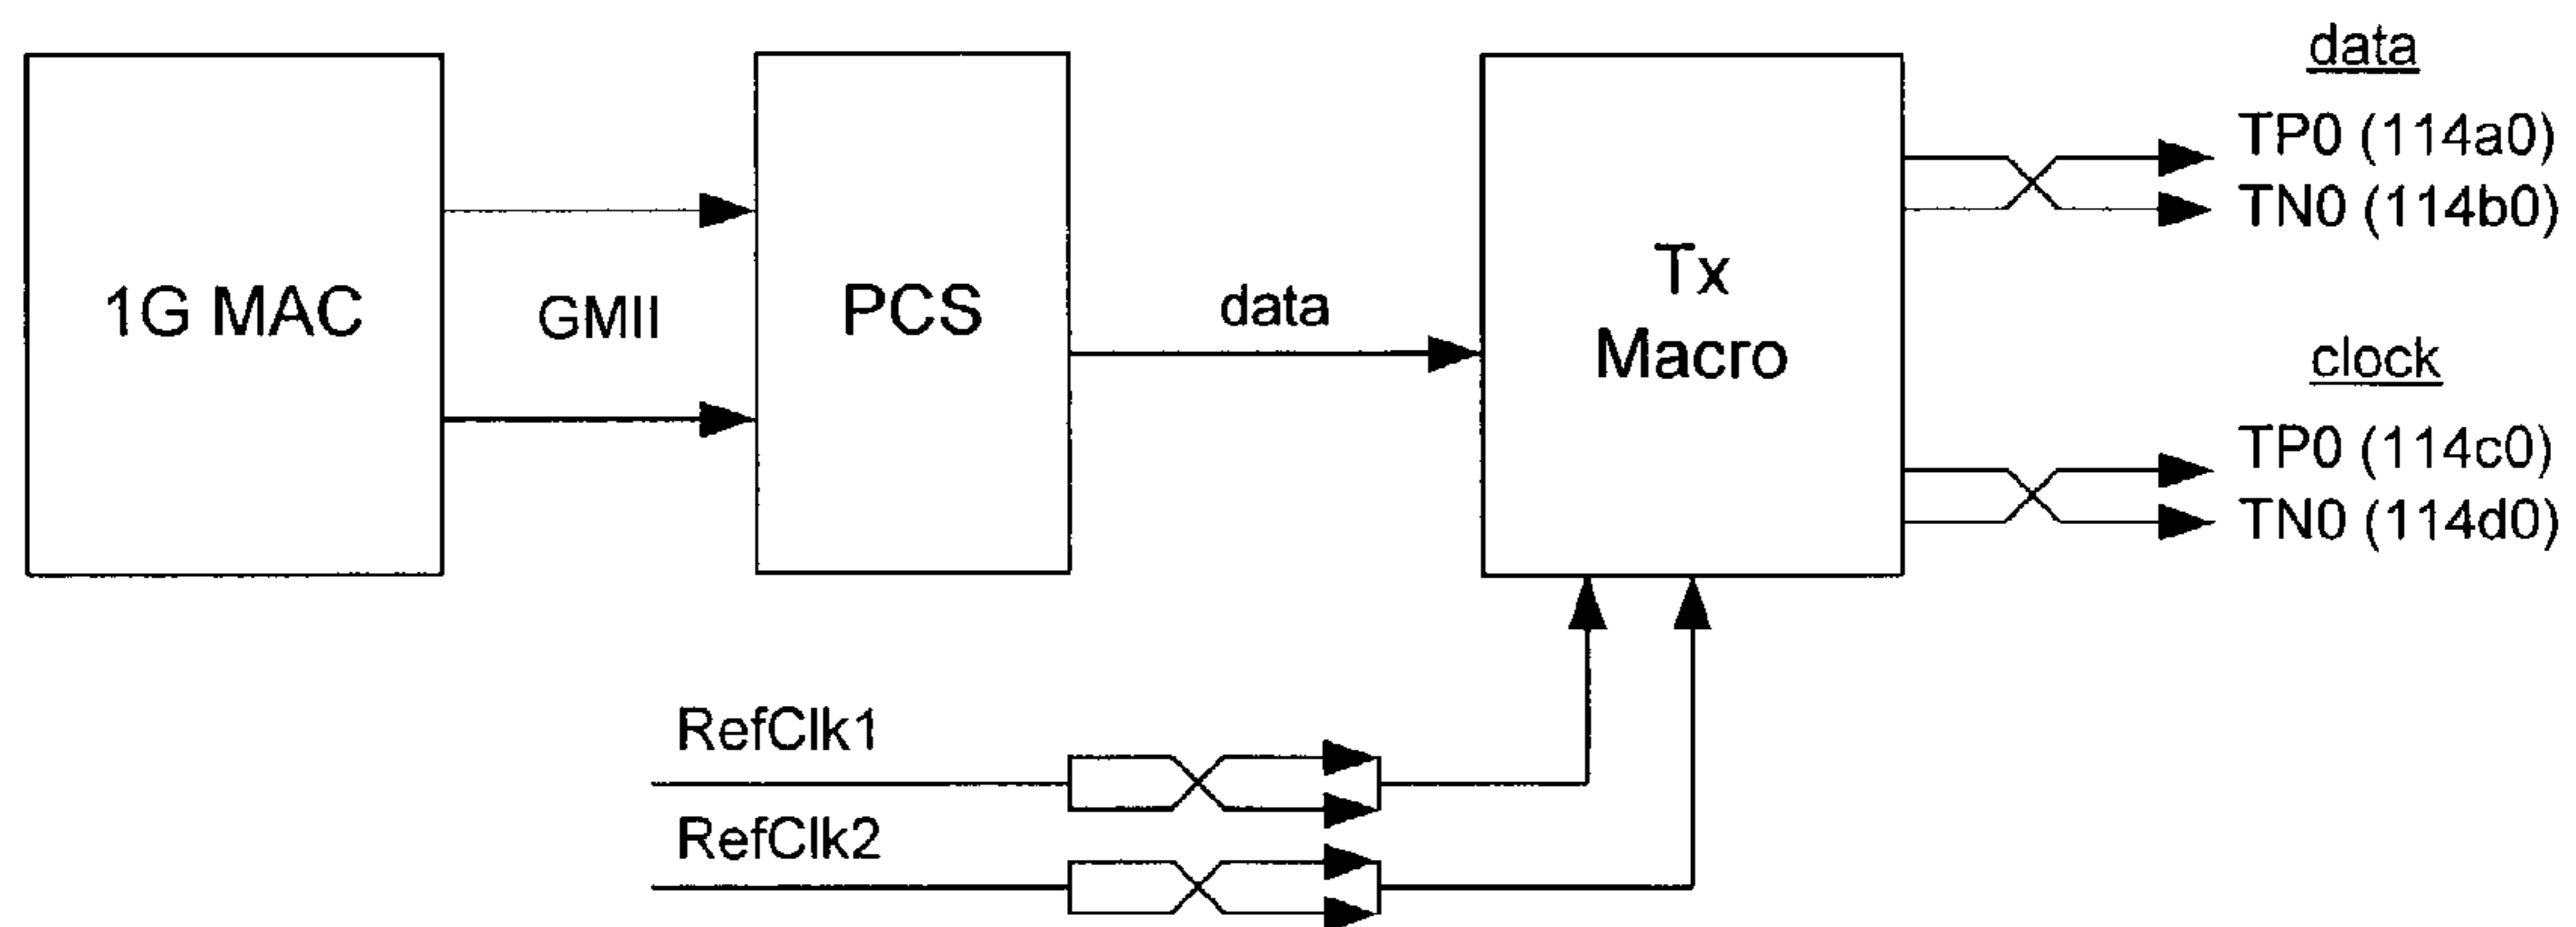 data
TP0 (114a0)
TN0 (114b0)
1G MAC
GMII
PCS
data
Tx
Macro
clock
TP0 (114c0)
TN0 (114d0)
RefClk1
RefClk2